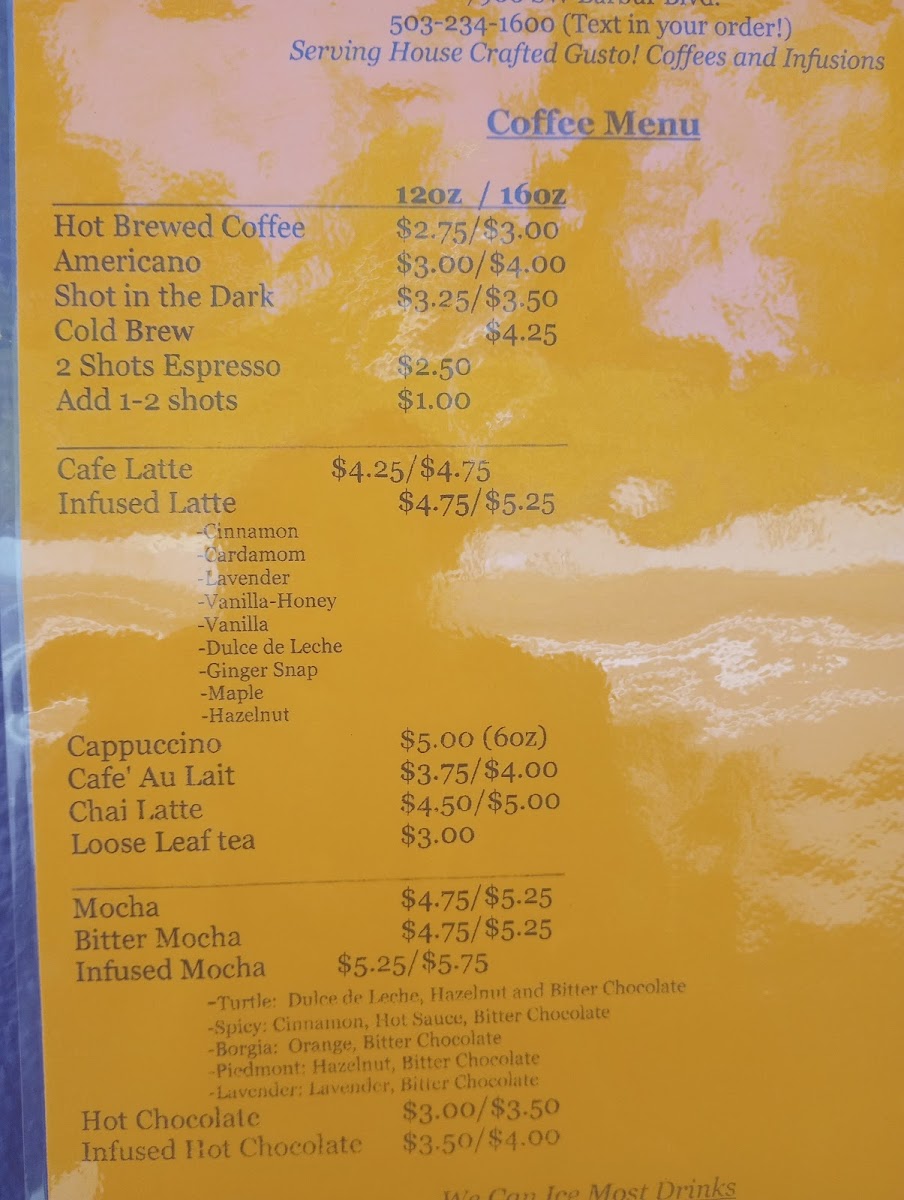 503-234-1600 (Text in your order!)
Serving House Crafted Gusto! Coffees and Infusions
Coffee Menu
12oz / 16oz
Hot Brewed Coffee $2.75/$3.00
Americano $3.00/$4.00
Shot in the Dark $3.25/$3.50
Cold Brew $4.25
2 Shots Espresso $2.50
Add 1-2 shots $1.00
Cafe Latte $4.25/$4.75
Infused Latte $4.75/$5.25
-Cinnamon
-Cardamom
-Lavender
-Vanilla-Honey
-Vanilla
-Dulce de Leche
-Ginger Snap
-Maple
-Hazelnut
Cappuccino $5.00 (6oz)
Cafe' Au Lait $3.75/$4.00
Chai Latte $4.50/$5.00
Loose Leaf tea $3.00
Mocha $4.75/$5.25
Bitter Mocha $4.75/$5.25
Infused Mocha $5.25/$5.75
-Turtle: Dulce de Leche, Hazelnut and Bitter Chocolate
-Spicy: Cinnamon, Hot Sauce, Bitter Chocolate
-Borgia: Orange, Bitter Chocolate
-Piedmont: Hazelnut, Bitter Chocolate
-Lavender: Lavender, Bitter Chocolate
Hot Chocolate $3.00/$3.50
Infused Hot Chocolate $3.50/$4.00
We Can Ice Most Drinks